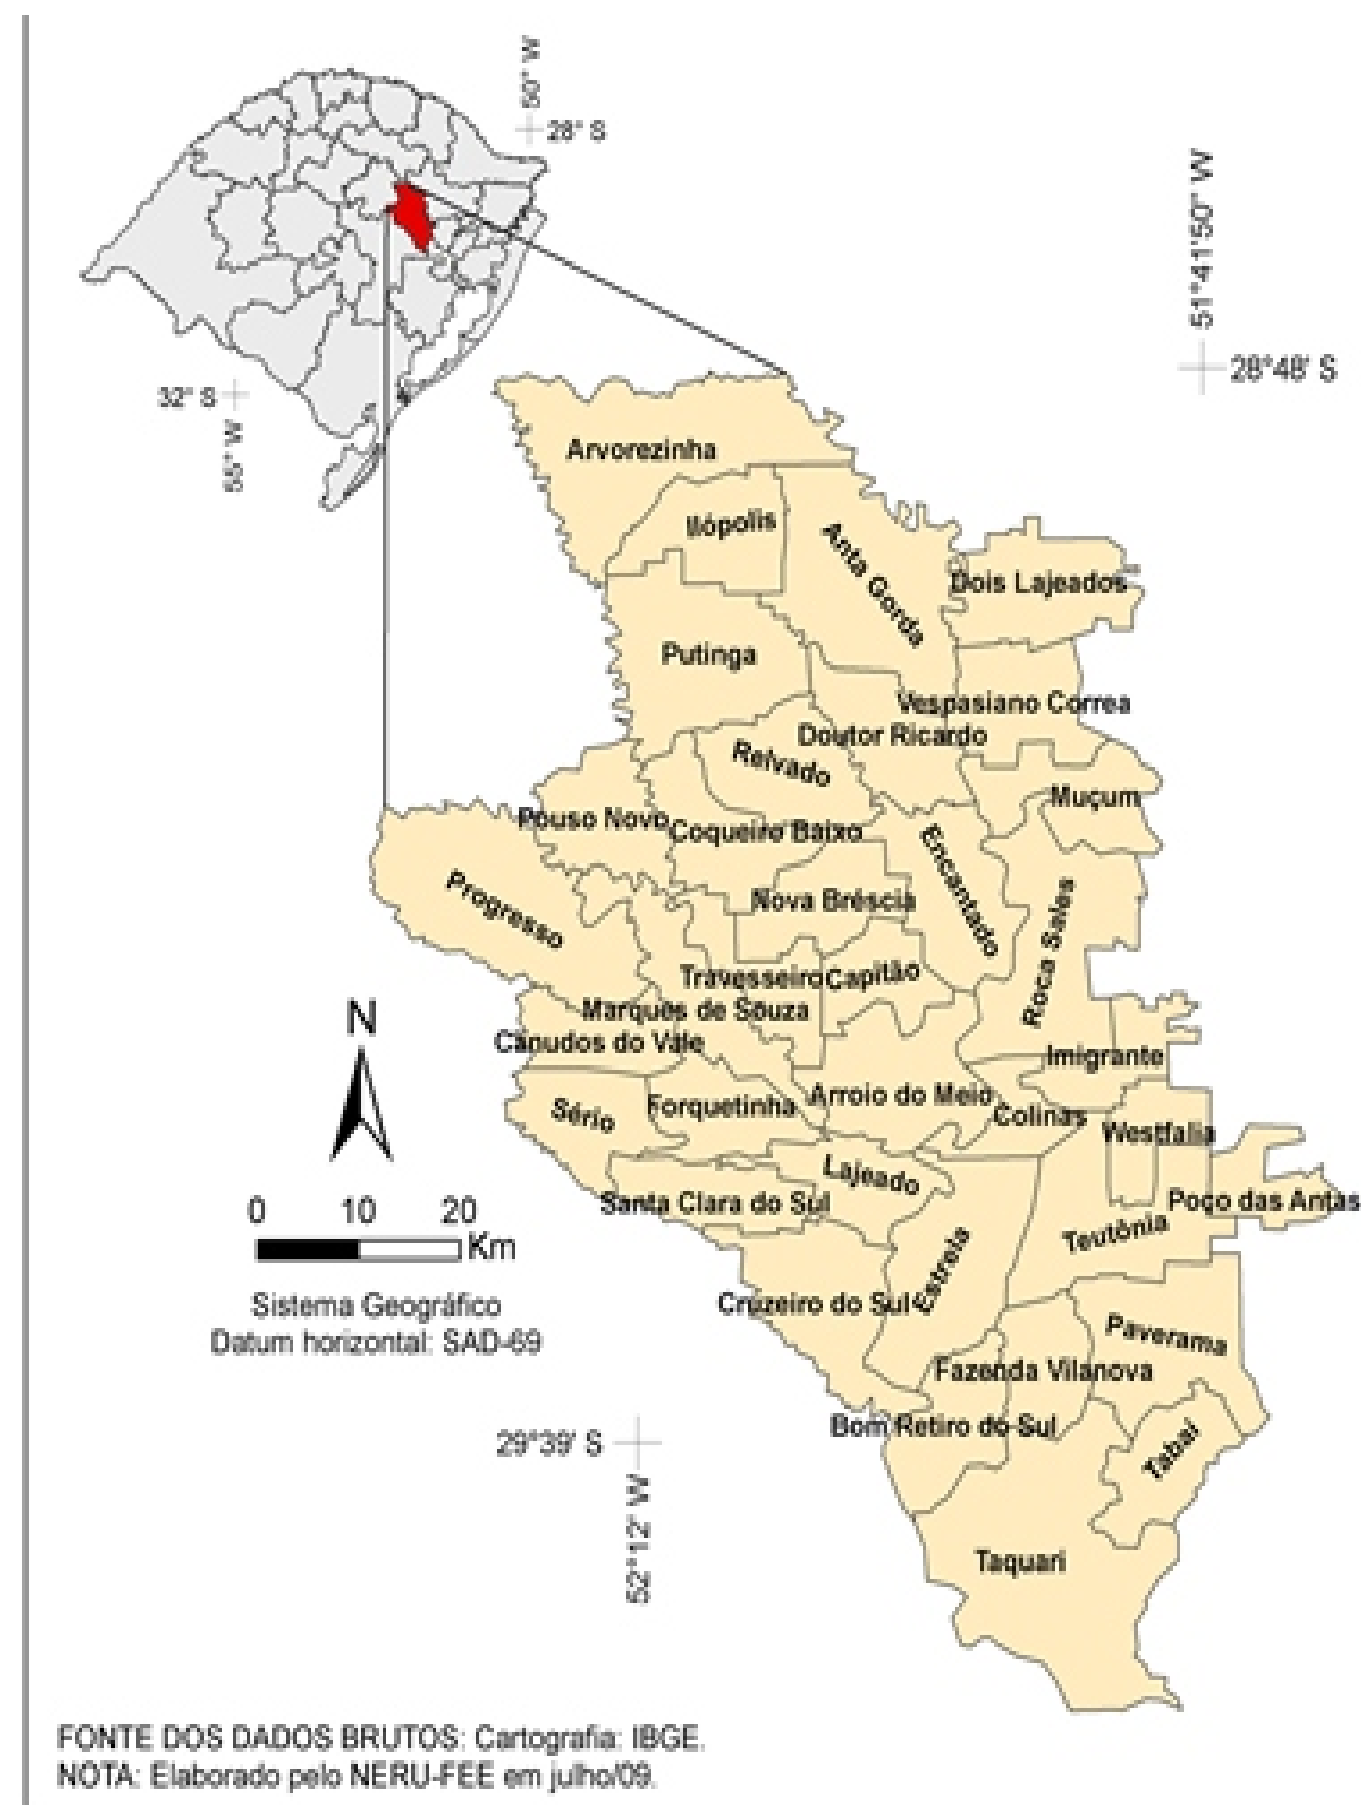 50° W
28° S
51°41'50" W
28°48' S
32° S
55° W
Arvorezinha
Ilópolis
Anta Gorda
Dois Lajeados
Putinga
Vespasiano Correa
Doutor Ricardo
Relvado
Muçum
Pouso Novo
Coqueiro Baixo
Encantado
Nova Bréscia
Progresso
Roca Sales
Travesseiro
Capitão
Marques de Souza
Canudos do Vale
Imigrante
N
Sério
Forquetinha
Arroio do Meio
Colinas
Westfalia
Lajeado
Santa Clara do Sul
Poço das Antas
Teutônia
0 10 20
Km
Estrela
Sistema Geográfico
Datum horizontal: SAD-69
Cruzeiro do Sul
Paverama
Fazenda Vilanova
Bom Retiro do Sul
Tabaí
29°39' S
52°12' W
Taquari
FONTE DOS DADOS BRUTOS: Cartografia: IBGE.
NOTA: Elaborado pelo NERU-FEE em julho/09.